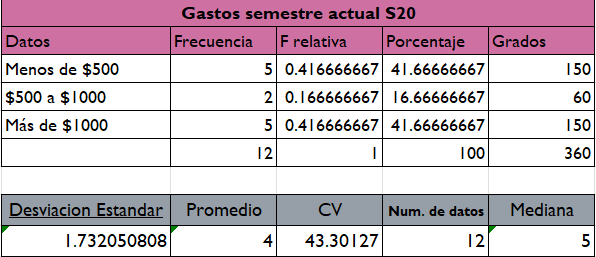 Gastos semestre actual S20
Datos Frecuencia F relativa Porcentaje Grados
Menos de $500 5 0.416666667 41.66666667 150
$500 a $1000 2 0.166666667 16.66666667 60
Más de $1000 5 0.416666667 41.66666667 150
12 1 100 360
Desviacion Estandar Promedio CV Num. de datos Mediana
1.732050808 4 43.30127 12 5